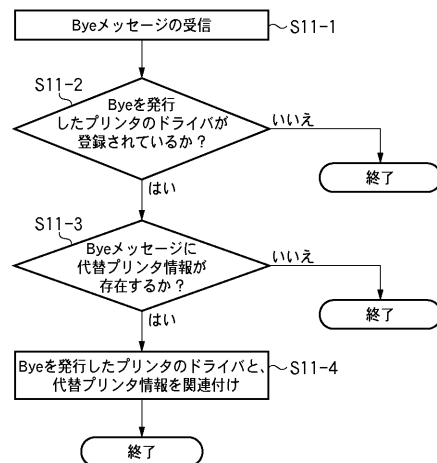 Byeメッセージの受信
S11-1
S11-2
Byeを発行
したプリンタのドライバが
登録されているか?
いいえ
終了
はい
S11-3
Byeメッセージに
代替プリンタ情報が
存在するか?
いいえ
終了
はい
Byeを発行したプリンタのドライバと、
代替プリンタ情報を関連付け
S11-4
終了